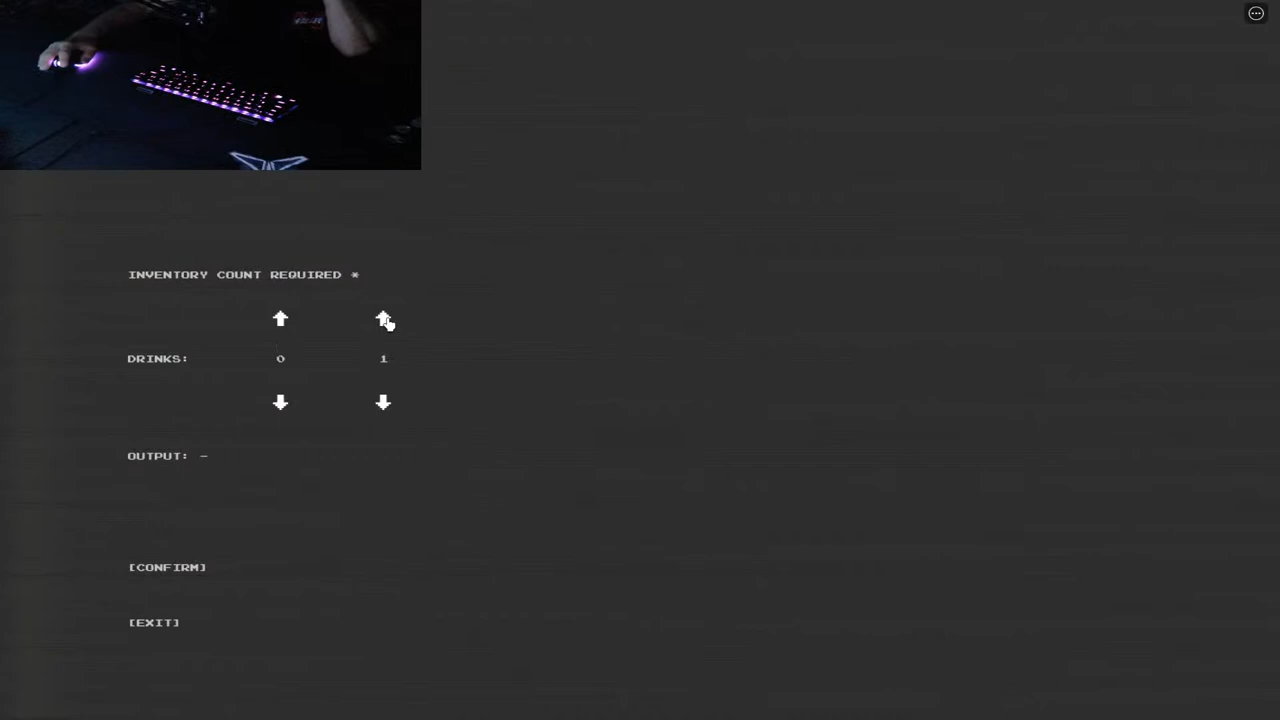 INVENTORY COUNT REQUIRED *
DRINKS: 0 1
OUTPUT: -
[CONFIRM]
[EXIT]